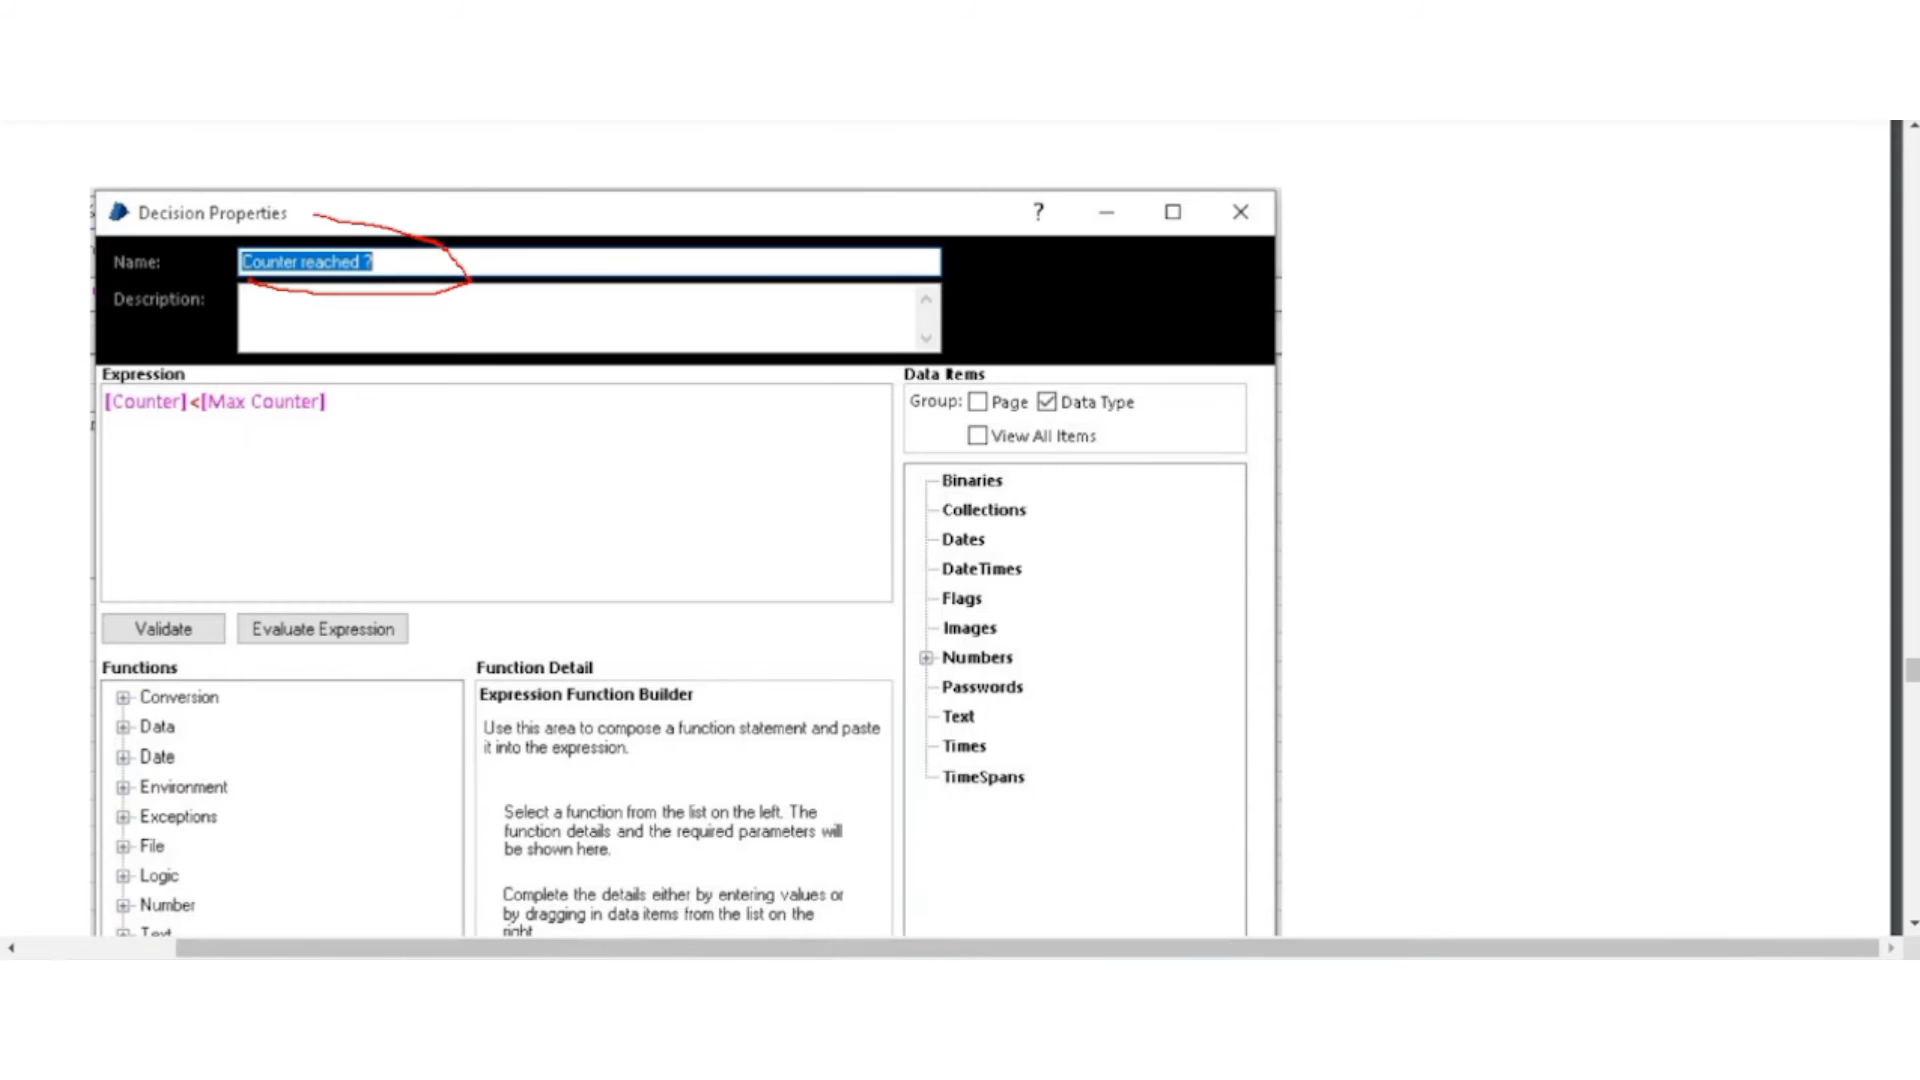 Decision Properties
Name:
Counter reached ?
Description:
Expression
[Counter]<[Max Counter]
Validate
Evaluate Expression
Functions
Conversion
Data
Date
Environment
Exceptions
File
Logic
Number
Text
Function Detail
Expression Function Builder
Use this area to compose a function statement and paste
it into the expression.
Select a function from the list on the left. The
function details and the required parameters will
be shown here.
Complete the details either by entering values or
by dragging in data items from the list on the
right
Data Items
Group: Page Data Type
View All Items
Binaries
Collections
Dates
DateTimes
Flags
Images
Numbers
Passwords
Text
Times
TimeSpans